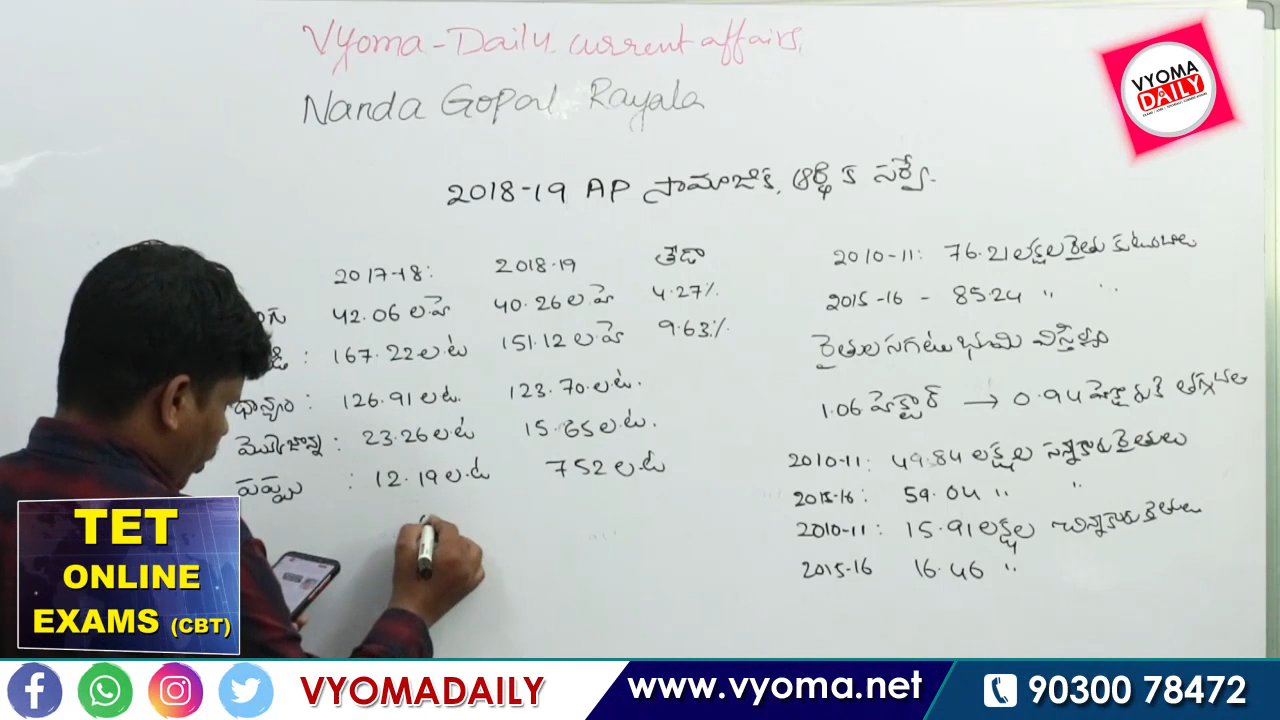 Vyoma - Daily current affairs,
Nanda Gopal Rayala
VYOMA
DAILY
2018-19 AP సామాజిక, ఆర్థిక సర్వే.
2017-18: 2018-19 తేడా
42.06 ల.హె 40.26 ల.హె 4.27%
: 167.22 ల.ట 151.12 ల.హె 9.63%
ధాన్యం : 126.91 ల.ట. 123.70 ల.ట.
మొక్కజొన్న : 23.26 ల.ట 15.65 ల.ట.
పప్పు : 12.19 ల.ట 752 ల.ట
2010-11: 76.21 లక్షల రైతు కుటుంబాలు
2015-16 - 85.24 " "
రైతుల సగటు భూమి విస్తీర్ణం
1.06 హెక్టార్ → 0.94 హెక్టారుకి తగ్గుదల
2010-11: 49.84 లక్షల సన్నకారు రైతులు
2015-16: 59.04 " "
2010-11: 15.91 లక్షల చిన్నకారు రైతులు
2015-16 16.46 "
TET
ONLINE
EXAMS (CBT)
VYOMADAILY
www.vyoma.net
90300 78472